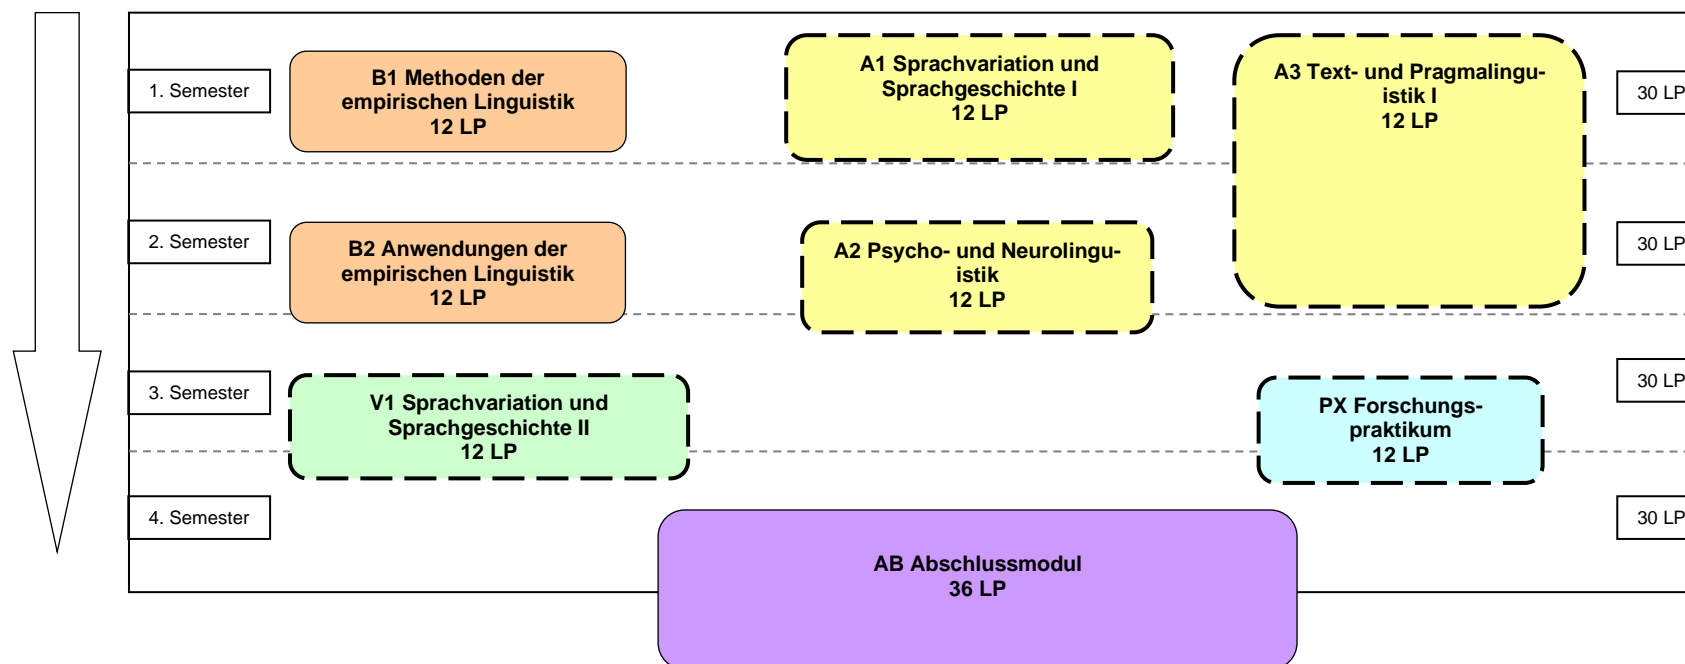 1. Semester
B1 Methoden der
empirischen Linguistik
12 LP
A1 Sprachvariation und
Sprachgeschichte I
12 LP
A3 Text- und Pragmalingu-
istik I
12 LP
30 LP
2. Semester
B2 Anwendungen der
empirischen Linguistik
12 LP
A2 Psycho- und Neurolingu-
istik
12 LP
30 LP
3. Semester
V1 Sprachvariation und
Sprachgeschichte II
12 LP
PX Forschungs-
praktikum
12 LP
30 LP
4. Semester
AB Abschlussmodul
36 LP
30 LP